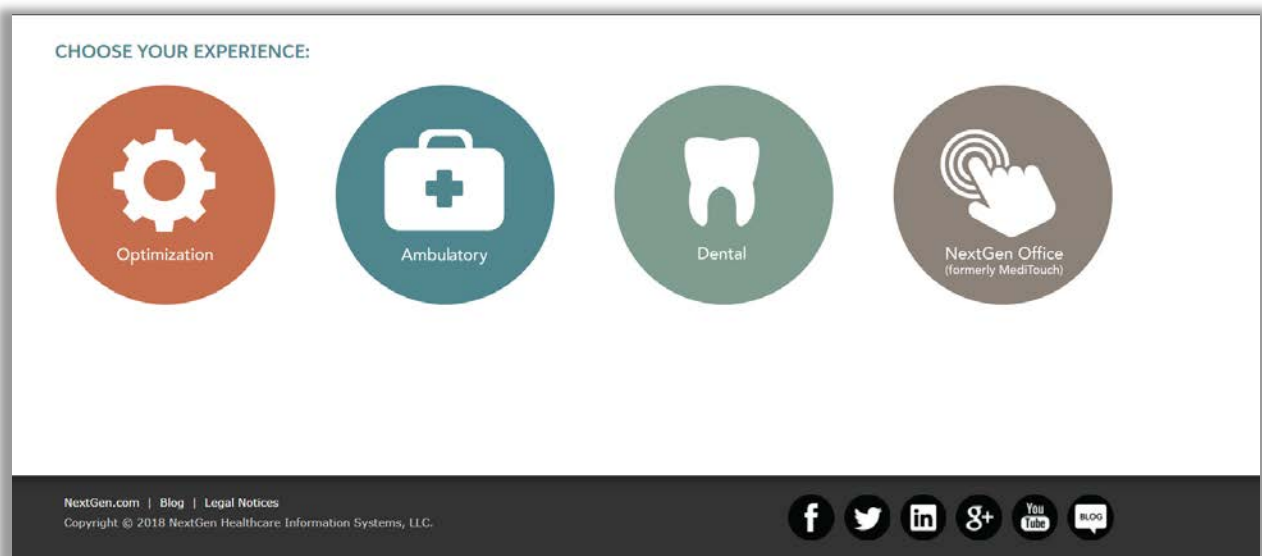 CHOOSE YOUR EXPERIENCE:
Optimization
Ambulatory
Dental
NextGen Office
(formerly MediTouch)
NextGen.com | Blog | Legal Notices
Copyright © 2018 NextGen Healthcare Information Systems, LLC.
f
in
g+
You
Tube
BLOG